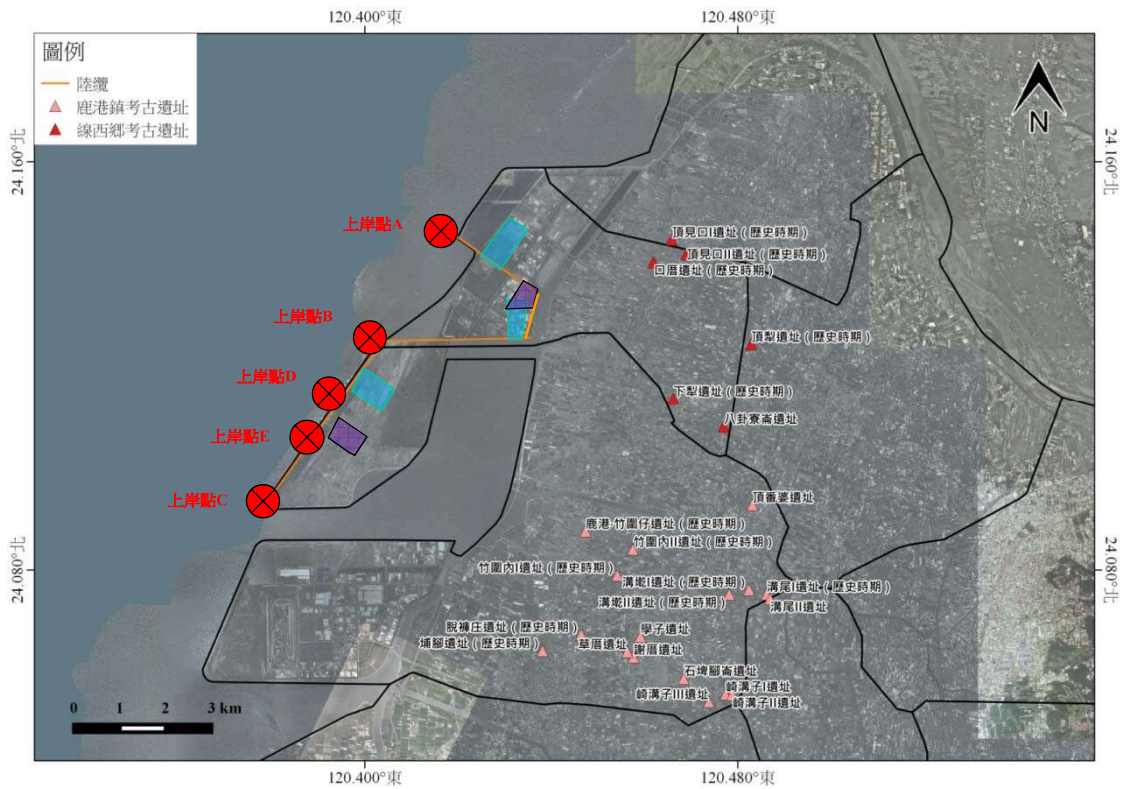 120.400°東
120.480°東
圖例
陸纜
鹿港鎮考古遺址
線西鄉考古遺址
N
24.160°北
24.160°北
上岸點A
頂見口I遺址（歷史時期）
頂見口II遺址（歷史時期）
口厝遺址（歷史時期）
上岸點B
頂犁遺址（歷史時期）
上岸點D
下犁遺址（歷史時期）
八卦寮崙遺址
上岸點E
上岸點C
頂番婆遺址
鹿港-竹圍仔遺址（歷史時期）
竹圍內II遺址（歷史時期）
竹圍內I遺址（歷史時期）
溝墘I遺址（歷史時期）
溝尾I遺址（歷史時期）
溝墘II遺址（歷史時期）
溝尾II遺址
24.080°北
24.080°北
脫褲庄遺址（歷史時期）
學子遺址
埔腳遺址（歷史時期）
草厝遺址
謝厝遺址
石埤腳崙遺址
崎溝子III遺址
崎溝子I遺址
崎溝子II遺址
0 1 2 3 km
120.400°東
120.480°東